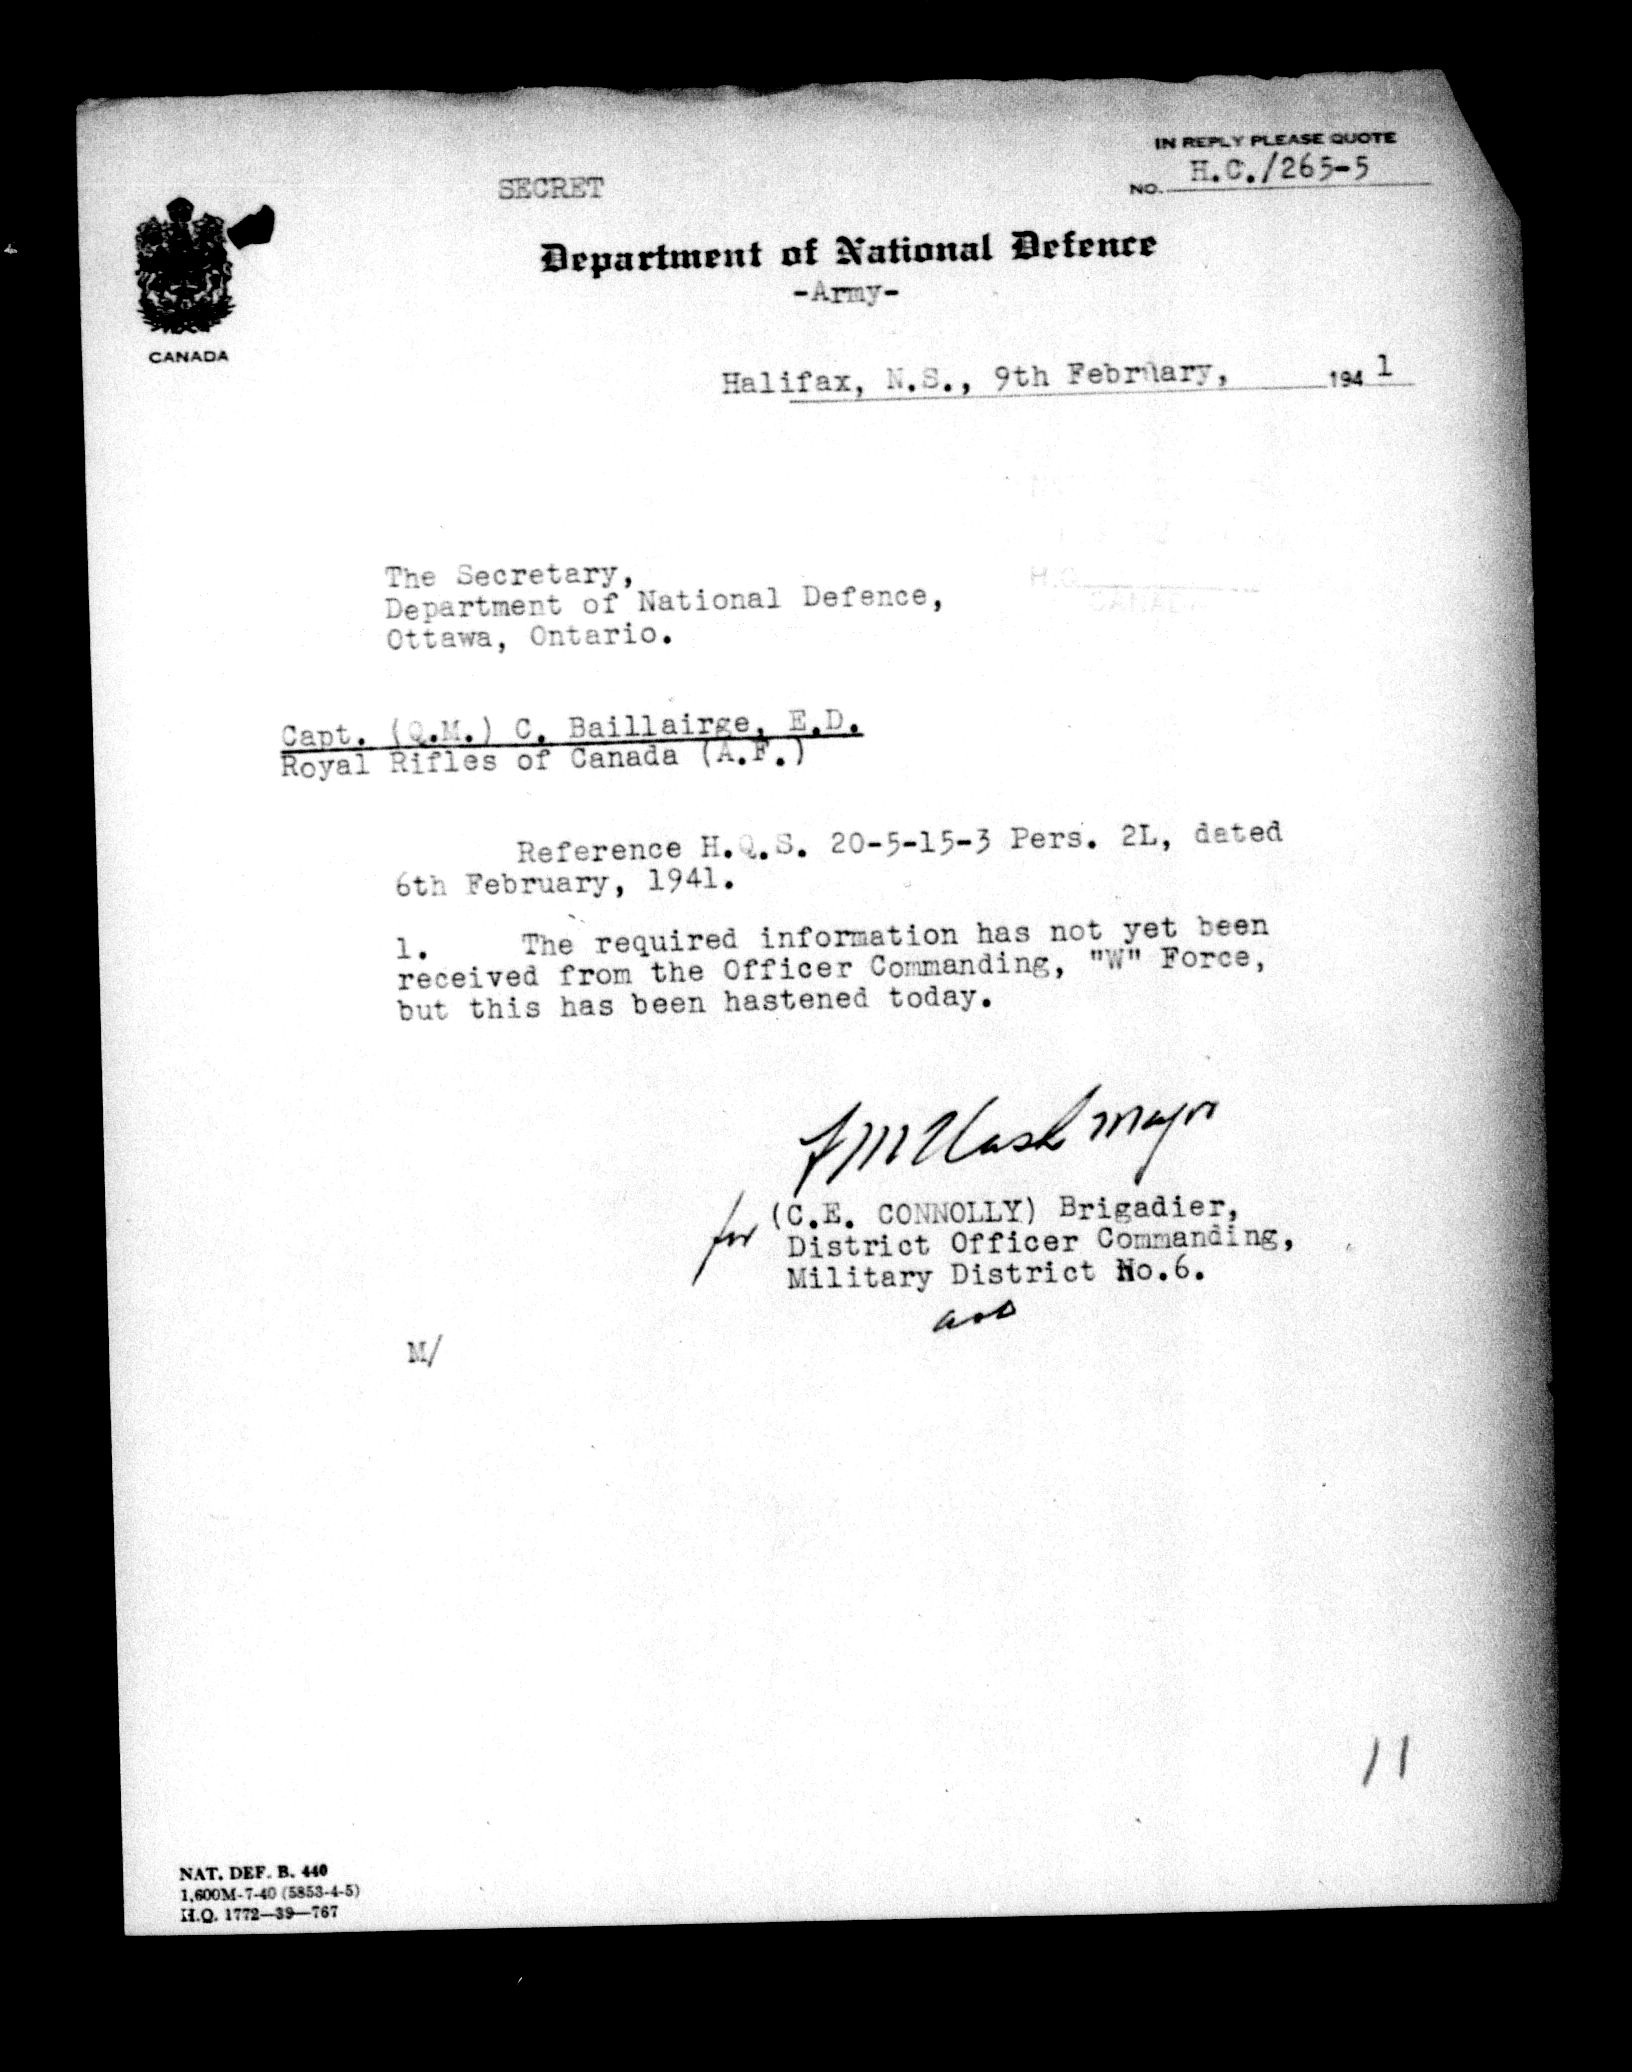 IN REPLY PLEASE QUOTE
NO. H.C./265-5
SECRET
Department of National Defence
-Army-
CANADA
Halifax, N.S., 9th February, 1941
H.Q.
CANADA
The Secretary,
Department of National Defence,
Ottawa, Ontario.
Capt. (Q.M.) C. Baillairge, E.D.
Royal Rifles of Canada (A.F.)
Reference H.Q.S. 20-5-15-3 Pers. 2L, dated
6th February, 1941.
1. The required information has not yet been
received from the Officer Commanding, "W" Force,
but this has been hastened today.
Major
for (C.E. CONNOLLY) Brigadier,
District Officer Commanding,
Military District No.6.
M/
11
NAT. DEF. B. 440
1,600M-7-40 (5853-4-5)
H.Q. 1772—39—767